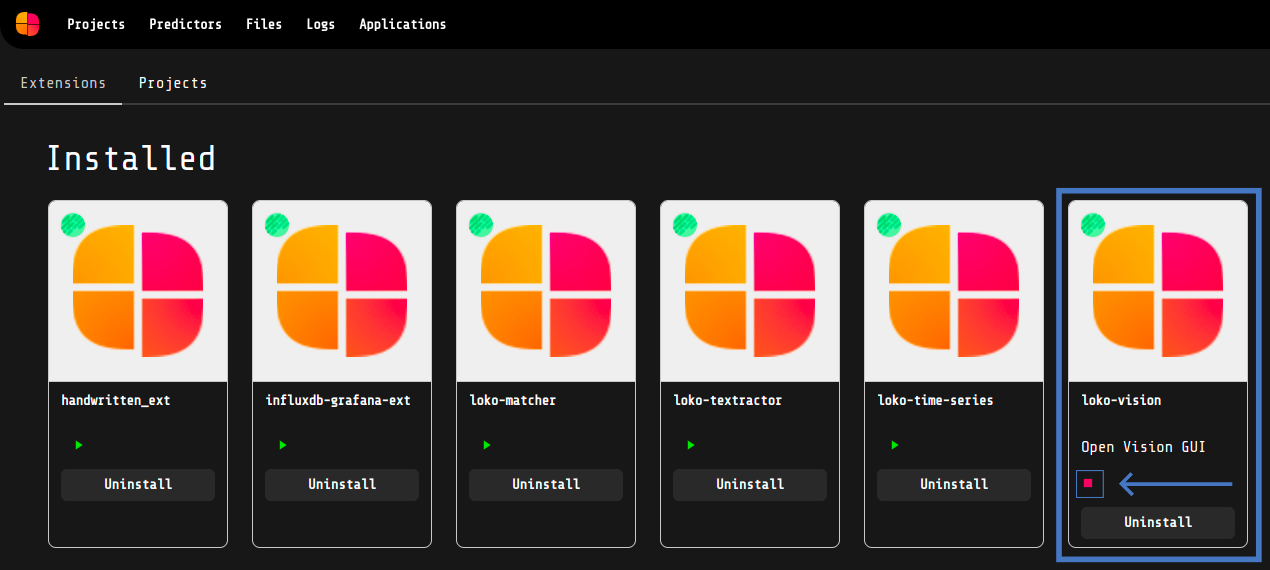 Projects Predictors Files Logs Applications
Extensions Projects
Installed
handwritten_ext influxdb-grafana-ext loko-matcher loko-textractor loko-time-series loko-vision
Open Vision GUI
Uninstall Uninstall Uninstall Uninstall Uninstall
Uninstall